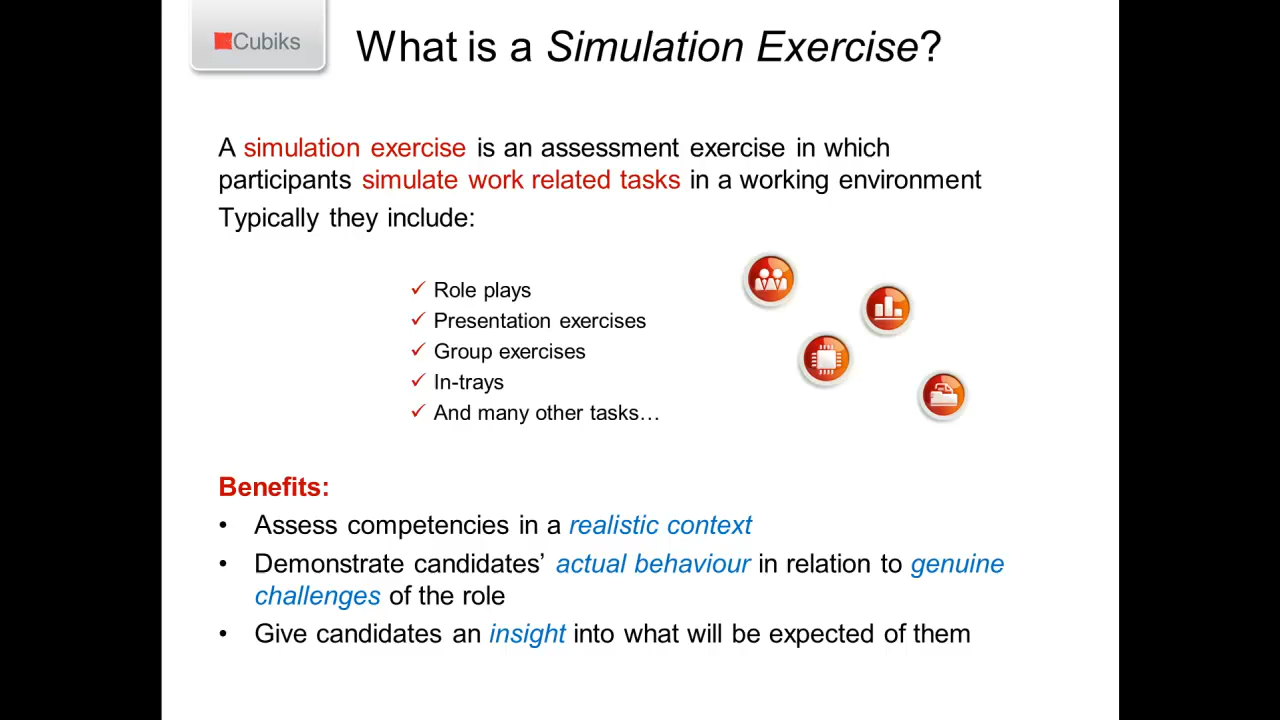 Cubiks
What is a Simulation Exercise?
A simulation exercise is an assessment exercise in which
participants simulate work related tasks in a working environment
Typically they include:
✓ Role plays
✓ Presentation exercises
✓ Group exercises
✓ In-trays
✓ And many other tasks…
Benefits:
• Assess competencies in a realistic context
• Demonstrate candidates’ actual behaviour in relation to genuine
challenges of the role
• Give candidates an insight into what will be expected of them